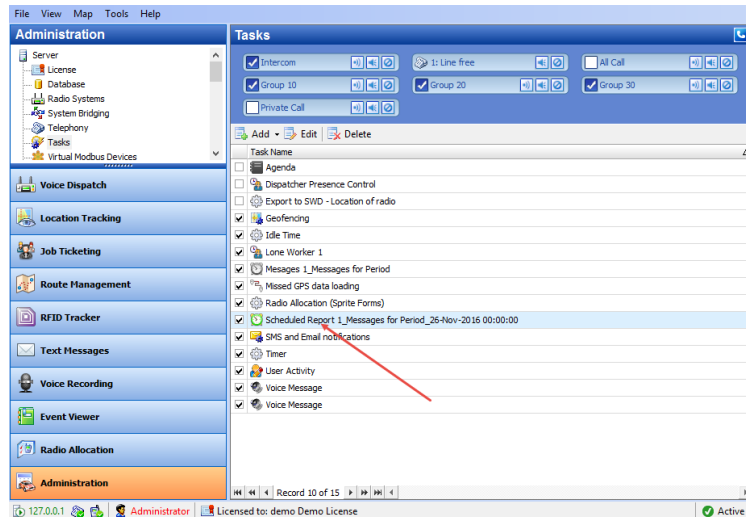 File View Map Tools Help
Administration
Server
License
Database
Radio Systems
System Bridging
Telephony
Tasks
Virtual Modbus Devices
Voice Dispatch
Location Tracking
Job Ticketing
Route Management
RFID Tracker
Text Messages
Voice Recording
Event Viewer
Radio Allocation
Administration
Tasks
Intercom 1: Line free All Call
Group 10 Group 20 Group 30
Private Call
Add Edit Delete
Task Name
Agenda
Dispatcher Presence Control
Export to SWD - Location of radio
Geofencing
Idle Time
Lone Worker 1
Mesages 1_Messages for Period
Missed GPS data loading
Radio Allocation (Sprite Forms)
Scheduled Report 1_Messages for Period_26-Nov-2016 00:00:00
SMS and Email notifications
Timer
User Activity
Voice Message
Voice Message
Record 10 of 15
127.0.0.1 Administrator Licensed to: demo Demo License Active